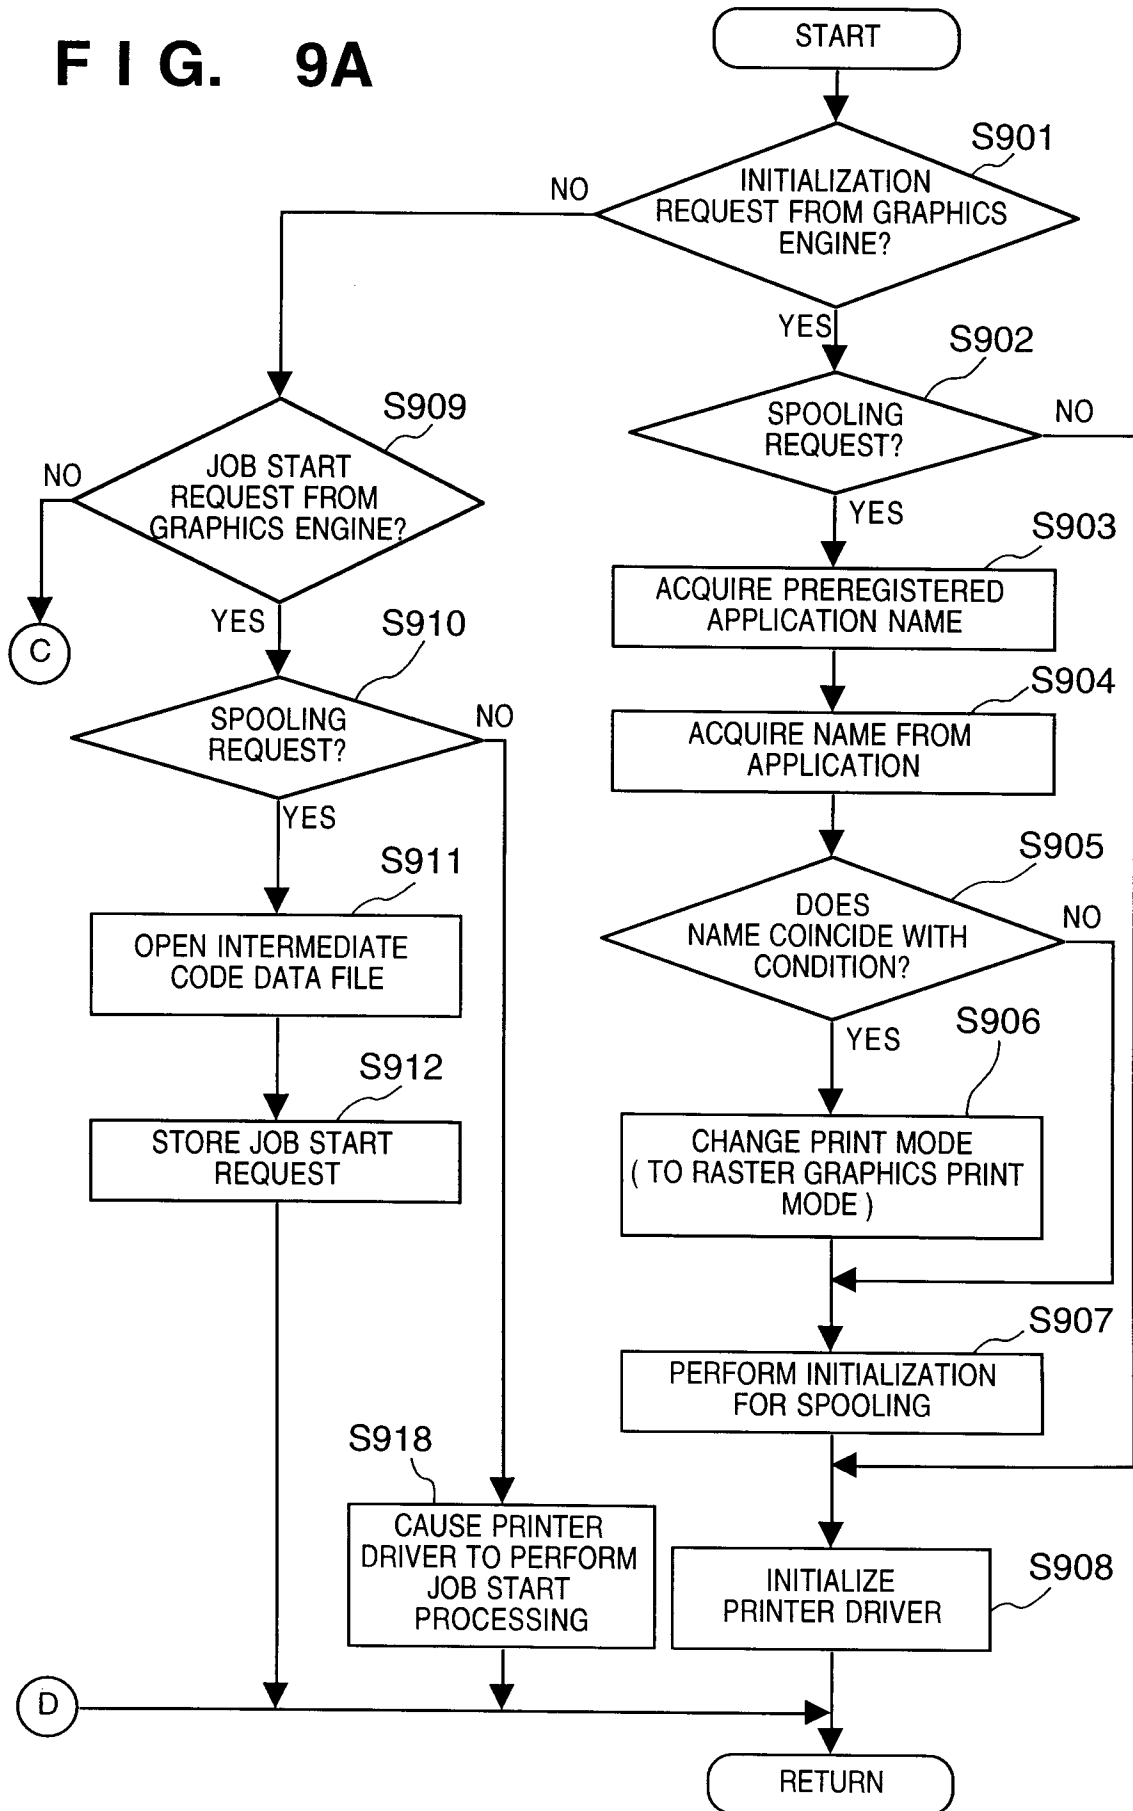 FIG. 9A
START
S901
INITIALIZATION
REQUEST FROM GRAPHICS
ENGINE?
NO
YES
S902
SPOOLING
REQUEST?
NO
YES
S903
ACQUIRE PREREGISTERED
APPLICATION NAME
S904
ACQUIRE NAME FROM
APPLICATION
S905
DOES
NAME COINCIDE WITH
CONDITION?
NO
YES
S906
CHANGE PRINT MODE
( TO RASTER GRAPHICS PRINT
MODE )
S907
PERFORM INITIALIZATION
FOR SPOOLING
S908
INITIALIZE
PRINTER DRIVER
S909
JOB START
REQUEST FROM
GRAPHICS ENGINE?
NO
C
YES
S910
SPOOLING
REQUEST?
NO
YES
S911
OPEN INTERMEDIATE
CODE DATA FILE
S912
STORE JOB START
REQUEST
S918
CAUSE PRINTER
DRIVER TO PERFORM
JOB START
PROCESSING
D
RETURN